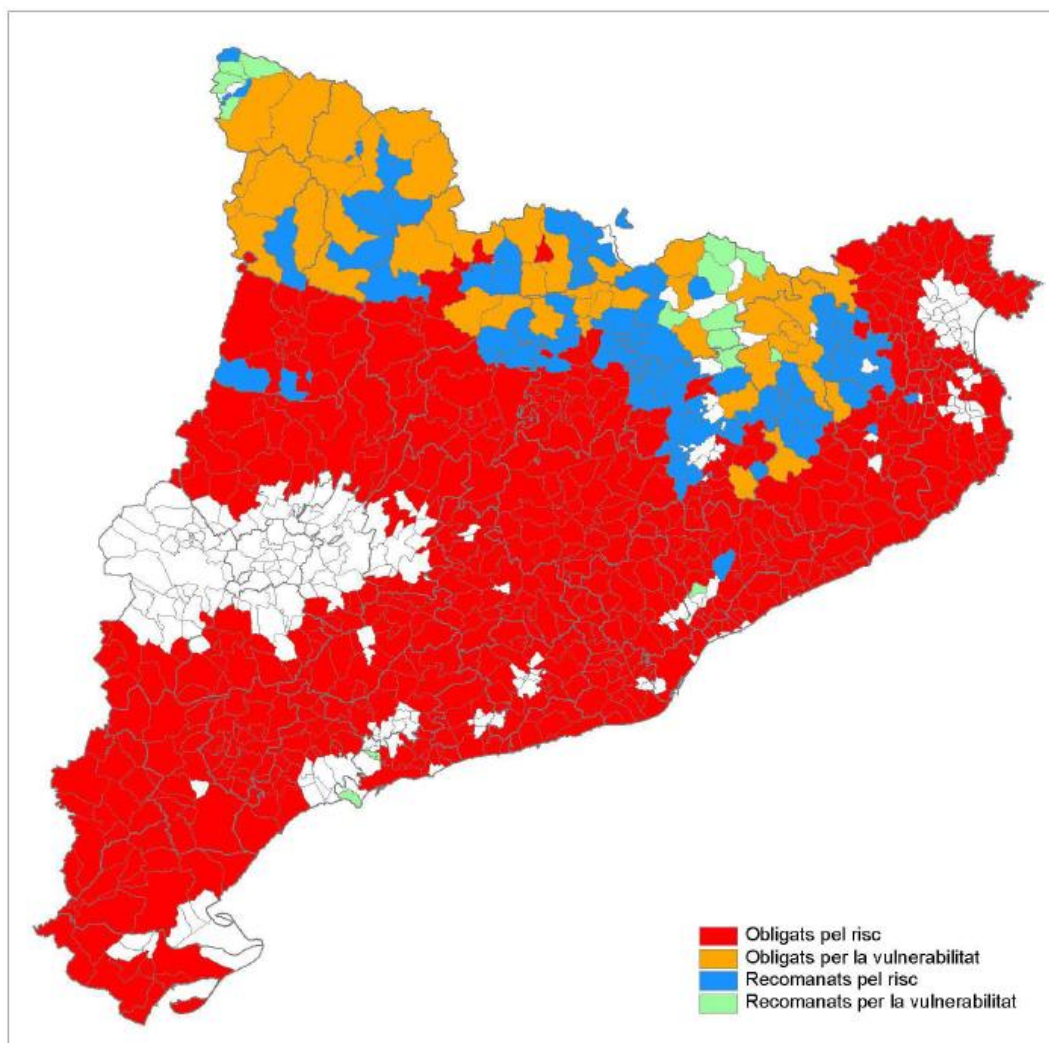 Obligats pel risc
Obligats per la vulnerabilitat
Recomanats pel risc
Recomanats per la vulnerabilitat